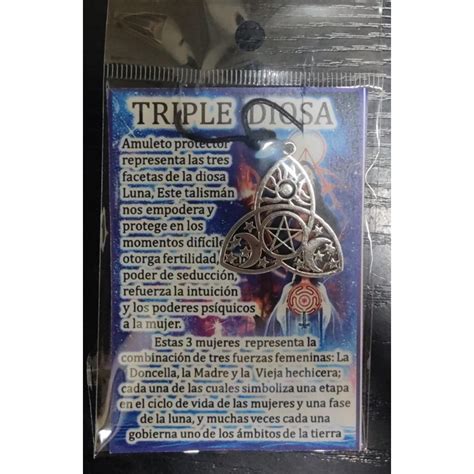 TRIPLE DIOSA
Amuleto protector
representa las tres
facetas de la diosa
Luna, Este talismán
nos empodera y
protege en los
momentos difícile
otorga fertilidad,
poder de seducción,
refuerza la intuición
y los poderes psíquicos
a la mujer.
Estas 3 mujeres representa la
combinación de tres fuerzas femeninas: La
Doncella, la Madre y la Vieja hechicera;
cada una de las cuales simboliza una etapa
en el ciclo de vida de las mujeres y una fase
de la luna, y muchas veces cada una
gobierna uno de los ámbitos de la tierra